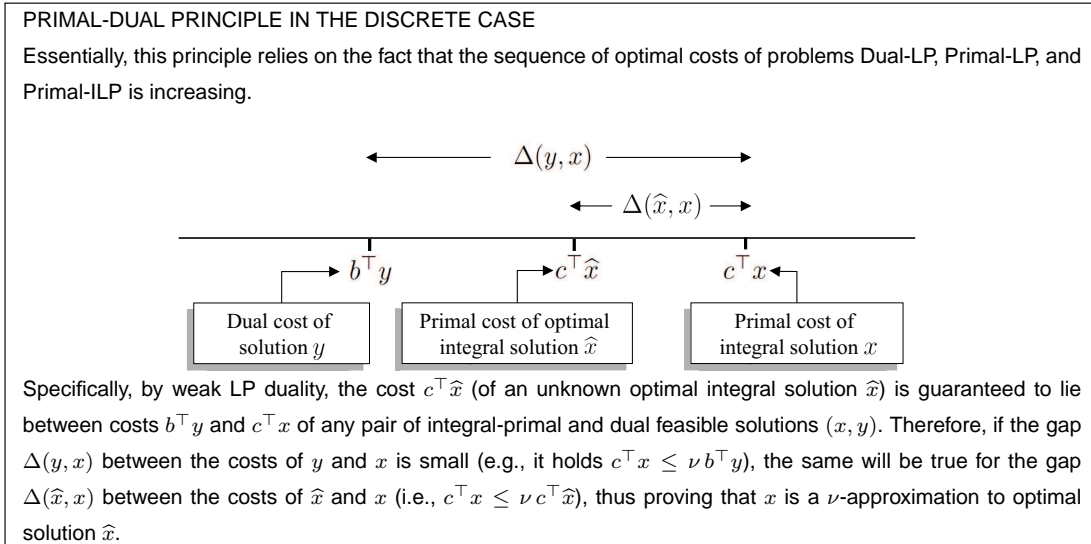 PRIMAL-DUAL PRINCIPLE IN THE DISCRETE CASE
Essentially, this principle relies on the fact that the sequence of optimal costs of problems Dual-LP, Primal-LP, and
Primal-ILP is increasing.
Δ(y, x)
Δ(x̂, x)
b⊤y c⊤x̂ c⊤x
Dual cost of Primal cost of optimal Primal cost of
solution y integral solution x̂ integral solution x
Specifically, by weak LP duality, the cost c⊤x̂ (of an unknown optimal integral solution x̂) is guaranteed to lie
between costs b⊤y and c⊤x of any pair of integral-primal and dual feasible solutions (x, y). Therefore, if the gap
Δ(y, x) between the costs of y and x is small (e.g., it holds c⊤x ≤ ν b⊤y), the same will be true for the gap
Δ(x̂, x) between the costs of x̂ and x (i.e., c⊤x ≤ ν c⊤x̂), thus proving that x is a ν-approximation to optimal
solution x̂.